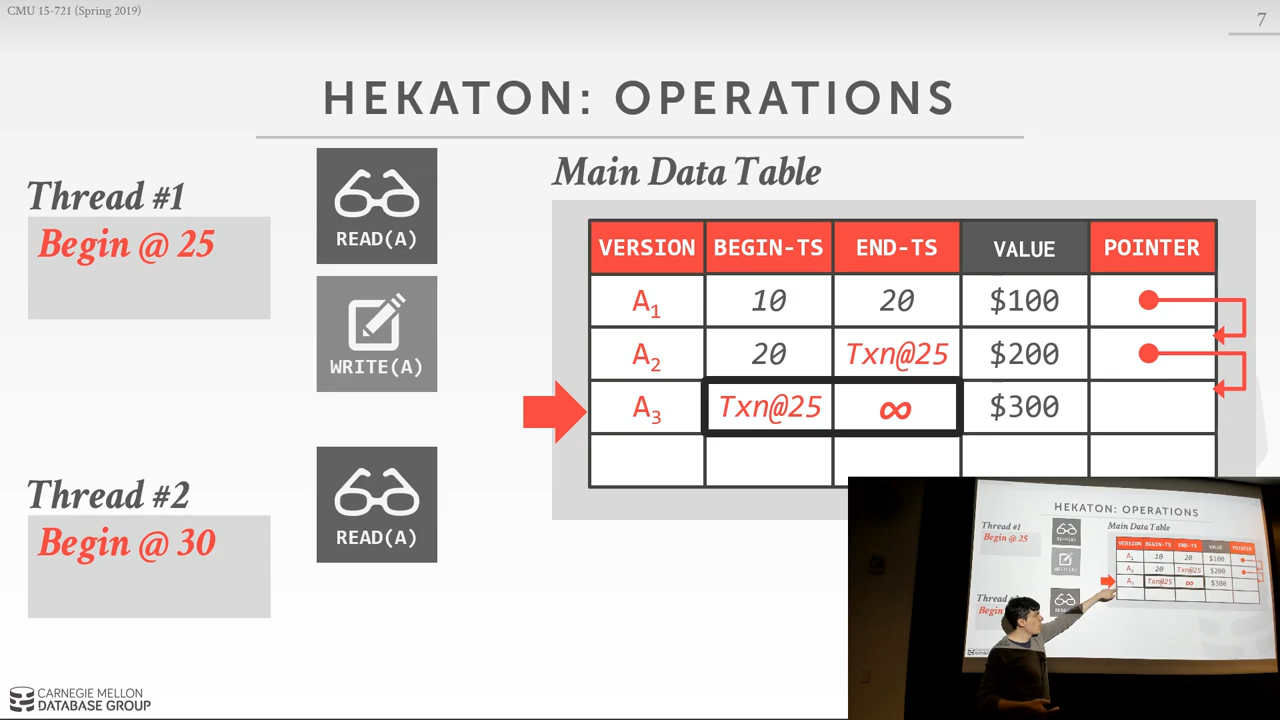 CMU 15-721 (Spring 2019)
7
HEKATON: OPERATIONS
Thread #1
Begin @ 25
READ(A)
WRITE(A)
Thread #2
Begin @ 30
READ(A)
Main Data Table
VERSION BEGIN-TS END-TS VALUE POINTER
A1 10 20 $100
A2 20 Txn@25 $200
A3 Txn@25 ∞ $300
CARNEGIE MELLON
DATABASE GROUP
HEKATON: OPERATIONS
Thread #1
Begin @ 25
Main Data Table
VERSION BEGIN-TS END-TS VALUE POINTER
A1 10 20 $100
A2 20 Txn@25 $200
A3 Txn@25 ∞ $300
Begin